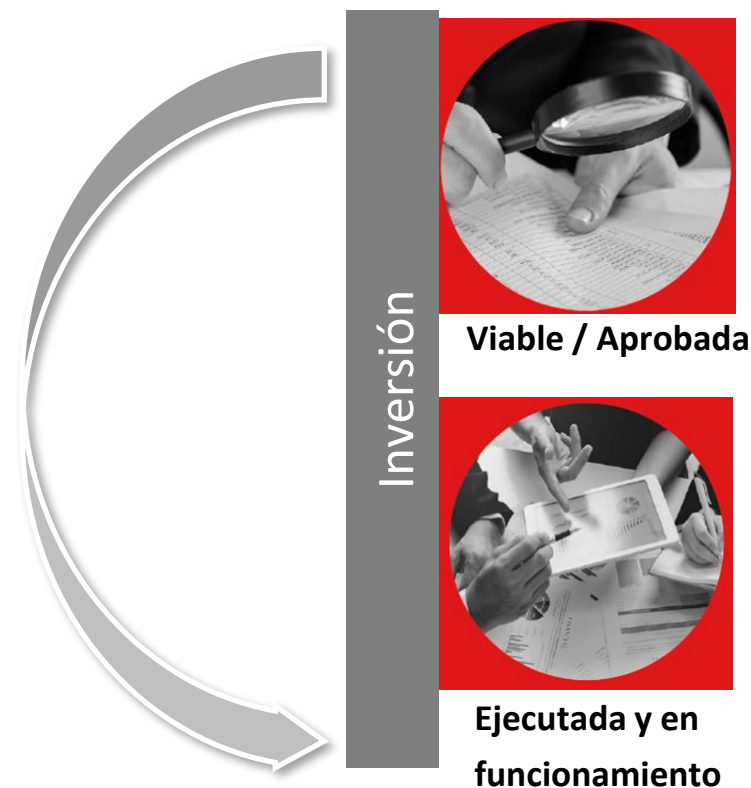 Inversión
Viable / Aprobada
Ejecutada y en
funcionamiento